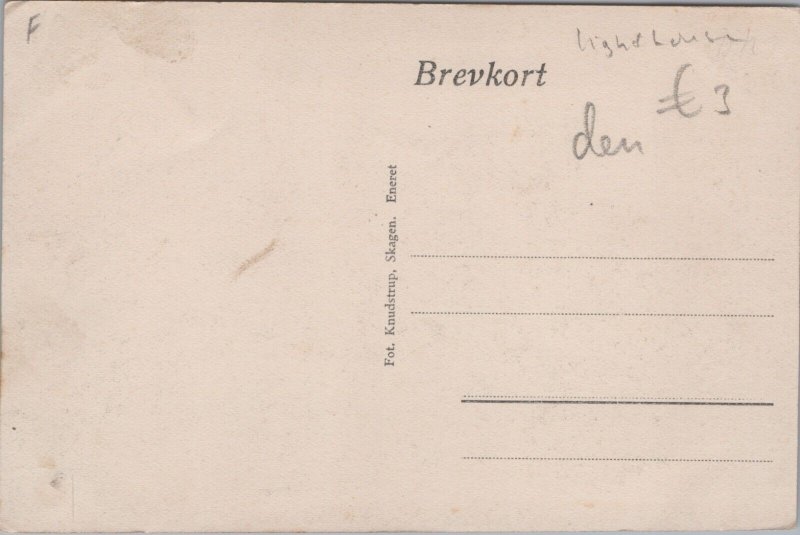 F
lighthouse
Brevkort
€ 3
den
Fot. Knudstrup, Skagen. Eneret